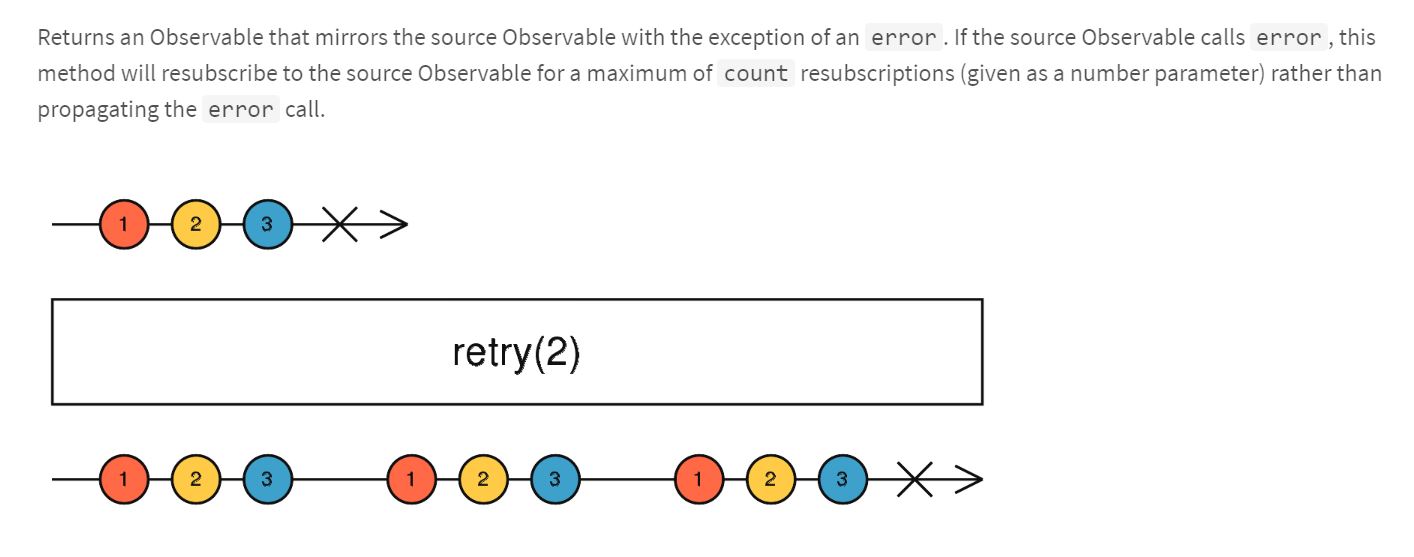 Returns an Observable that mirrors the source Observable with the exception of an error. If the source Observable calls error, this
method will resubscribe to the source Observable for a maximum of count resubscriptions (given as a number parameter) rather than
propagating the error call.
1 2 3
retry(2)
1 2 3 1 2 3 1 2 3